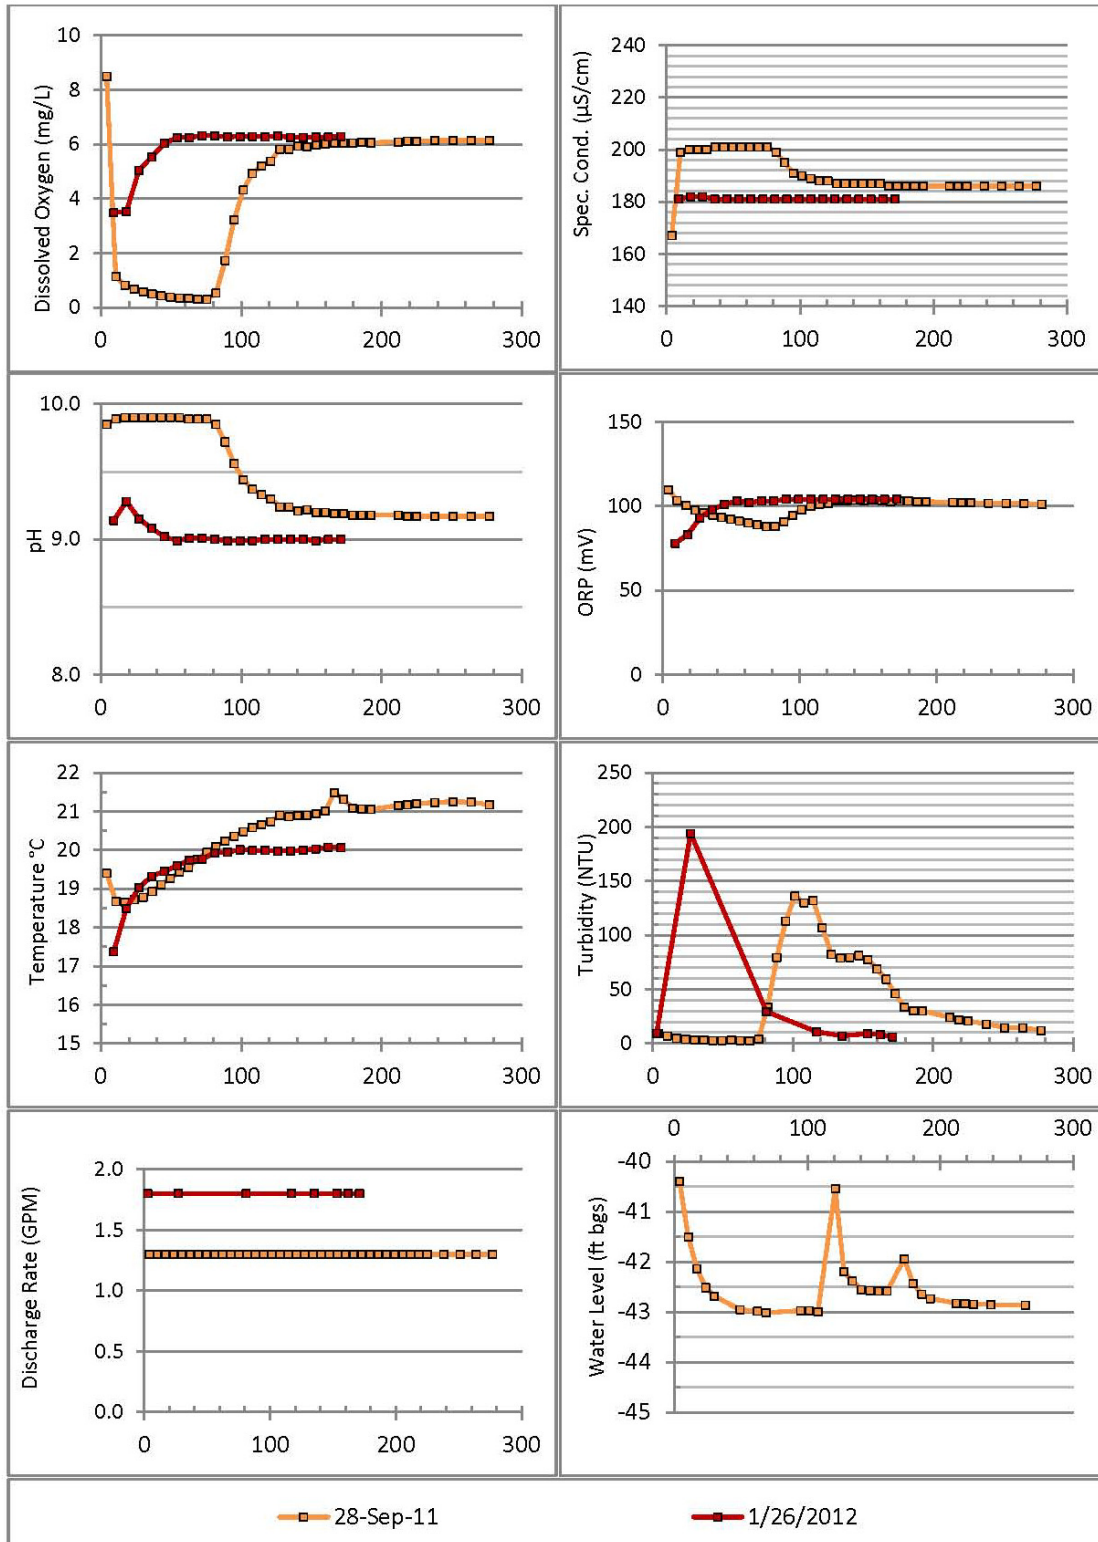 Dissolved Oxygen (mg/L)
10
8
6
4
2
0
0 100 200 300
Spec. Cond. (µS/cm)
240
220
200
180
160
140
0 100 200 300
pH
10.0
9.0
8.0
0 100 200 300
ORP (mV)
150
100
50
0
0 100 200 300
Temperature °C
22
21
20
19
18
17
16
15
0 100 200 300
Turbidity (NTU)
250
200
150
100
50
0
0 100 200 300
Discharge Rate (GPM)
2.0
1.5
1.0
0.5
0.0
0 100 200 300
Water Level (ft bgs)
0 100 200 300
-40
-41
-42
-43
-44
-45
28-Sep-11 1/26/2012